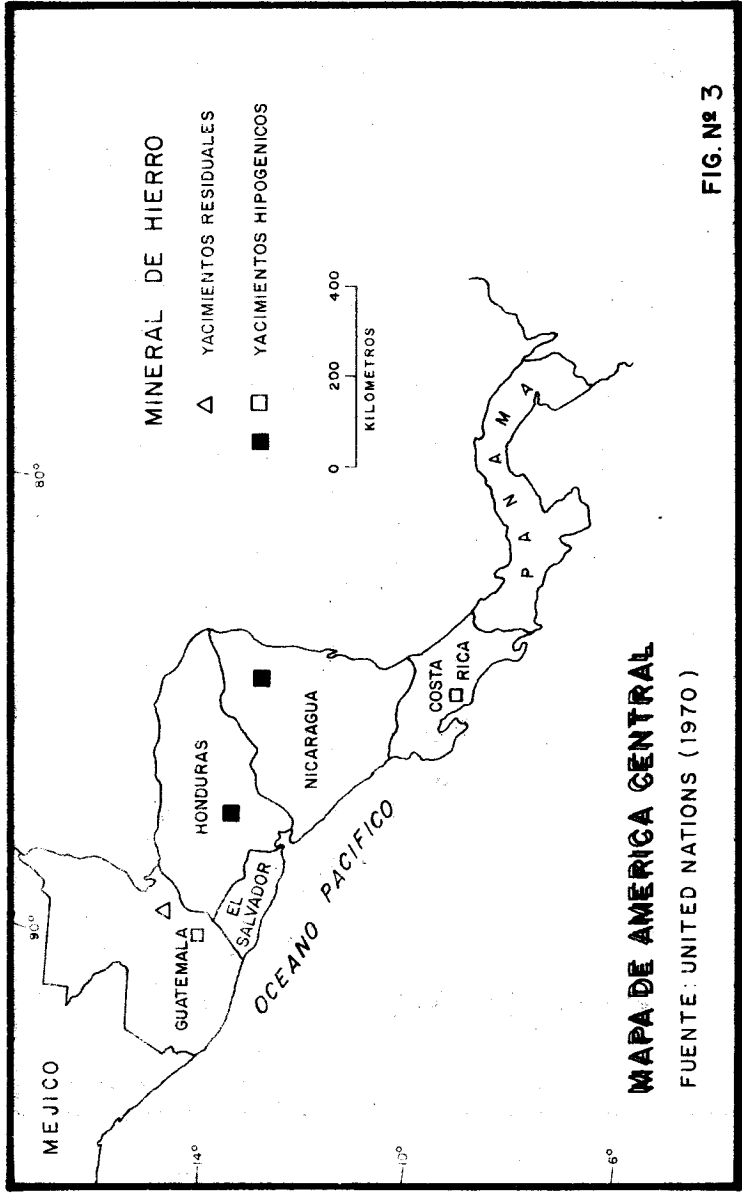 MINERAL DE HIERRO
YACIMIENTOS RESIDUALES
YACIMIENTOS HIPOGENICOS
0 200 400
KILOMETROS
90°
80°
14°
10°
6°
MEJICO
GUATEMALA
HONDURAS
EL
SALVADOR
NICARAGUA
COSTA
RICA
PANAMA
OCEANO PACIFICO
MAPA DE AMERICA CENTRAL
FUENTE: UNITED NATIONS (1970)
FIG. Nº 3